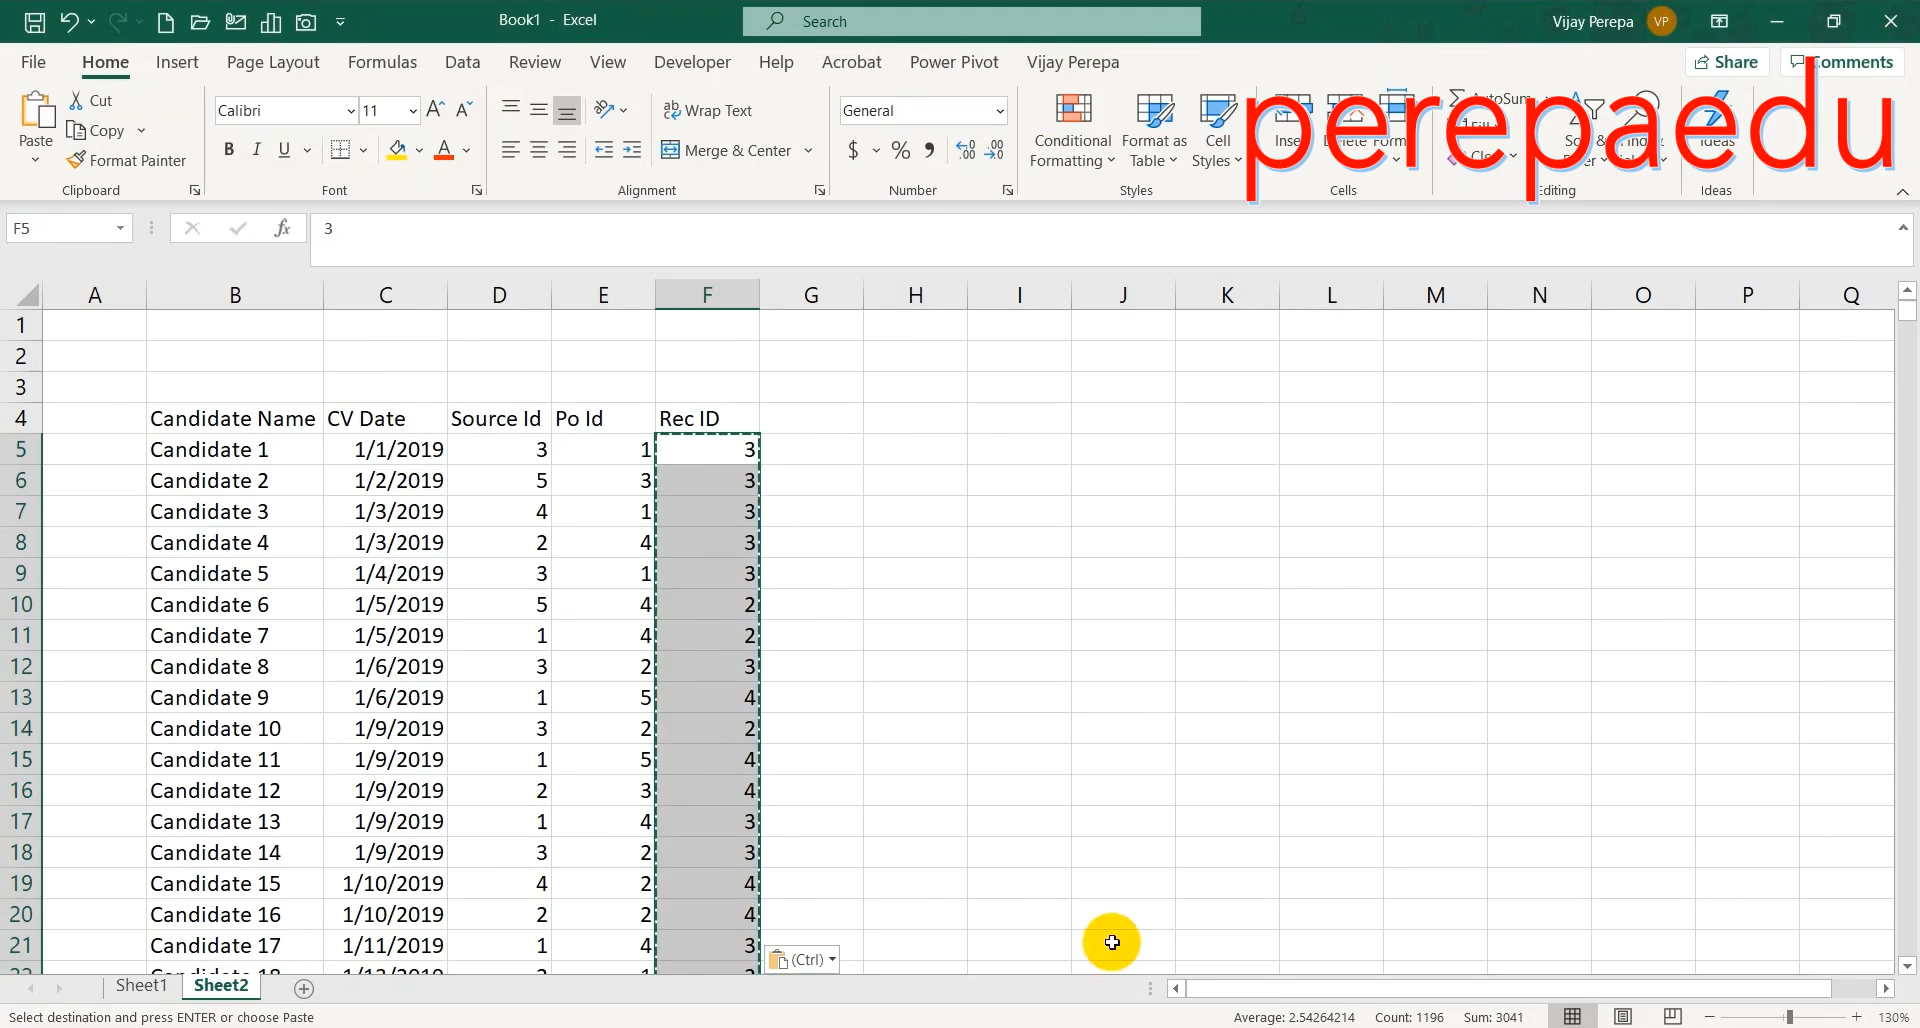 Book1 - Excel
Search
Vijay Perepa VP
File Home Insert Page Layout Formulas Data Review View Developer Help Acrobat Power Pivot Vijay Perepa
Share Comments
perepaedu
Paste
Cut
Copy
Format Painter
Clipboard
Calibri 11
B I U
Font
Wrap Text
Merge & Center
Alignment
General
$ % 9
Number
Conditional Formatting
Format as Table
Cell Styles
Styles
Insert Delete Form
Cells
AutoSum
Fill
Editing
Ideas
Ideas
F5 fx 3
A B C D E F G H I J K L M N O P Q
1
2
3
4 Candidate Name CV Date Source Id Po Id Rec ID
5 Candidate 1 1/1/2019 3 1 3
6 Candidate 2 1/2/2019 5 3 3
7 Candidate 3 1/3/2019 4 1 3
8 Candidate 4 1/3/2019 2 4 3
9 Candidate 5 1/4/2019 3 1 3
10 Candidate 6 1/5/2019 5 4 2
11 Candidate 7 1/5/2019 1 4 2
12 Candidate 8 1/6/2019 3 2 3
13 Candidate 9 1/6/2019 1 5 4
14 Candidate 10 1/9/2019 3 2 2
15 Candidate 11 1/9/2019 1 5 4
16 Candidate 12 1/9/2019 2 3 4
17 Candidate 13 1/9/2019 1 4 3
18 Candidate 14 1/9/2019 3 2 3
19 Candidate 15 1/10/2019 4 2 4
20 Candidate 16 1/10/2019 2 2 4
21 Candidate 17 1/11/2019 1 4 3
(Ctrl)
Sheet1 Sheet2
Select destination and press ENTER or choose Paste
Average: 2.54264214 Count: 1196 Sum: 3041
130%